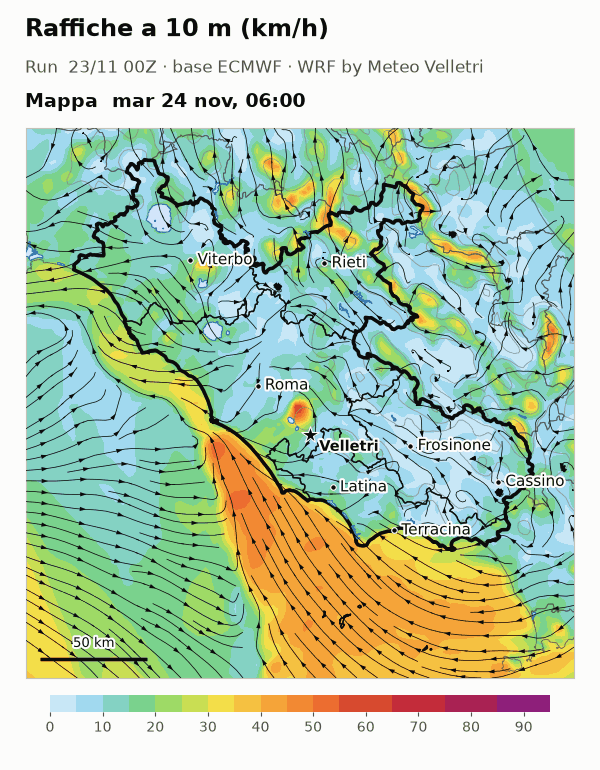 Raffiche a 10 m (km/h)
Run  23/11 00Z · base ECMWF · WRF by Meteo Velletri
Mappa  mar 24 nov, 06:00
Viterbo
Rieti
Roma
Velletri
Frosinone
Cassino
Latina
Terracina
50 km
0 10 20 30 40 50 60 70 80 90